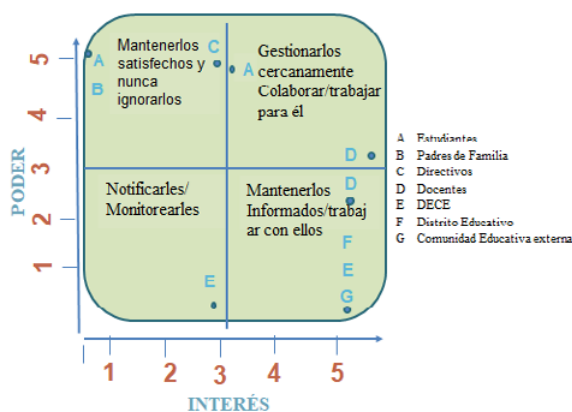 Mantenerlos
satisfechos y
nunca
ignorarlos
C
A
B
Gestionarlos
cercanamente
Colaborar/trabajar
para él
A
D
Notificarles/
Monitorearles
E
Mantenerlos
Informados/trabaj
ar con ellos
D
F
E
G
5
4
3
2
1
PODER
1
2
3
4
5
INTERÉS
A Estudiantes
B Padres de Familia
C Directivos
D Docentes
E DECE
F Distrito Educativo
G Comunidad Educativa externa